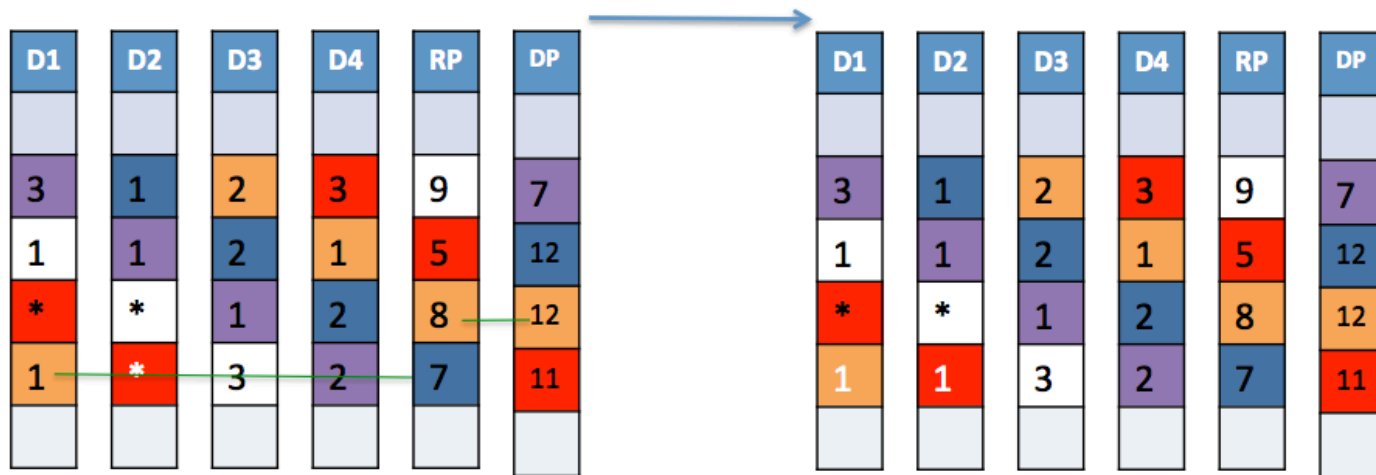 D1 D2 D3 D4 RP DP D1 D2 D3 D4 RP DP
3 1 2 3 9 7 3 1 2 3 9 7
1 1 2 1 5 12 1 1 2 1 5 12
* * 1 2 8 12 * * 1 2 8 12
1 * 3 2 7 11 1 1 3 2 7 11